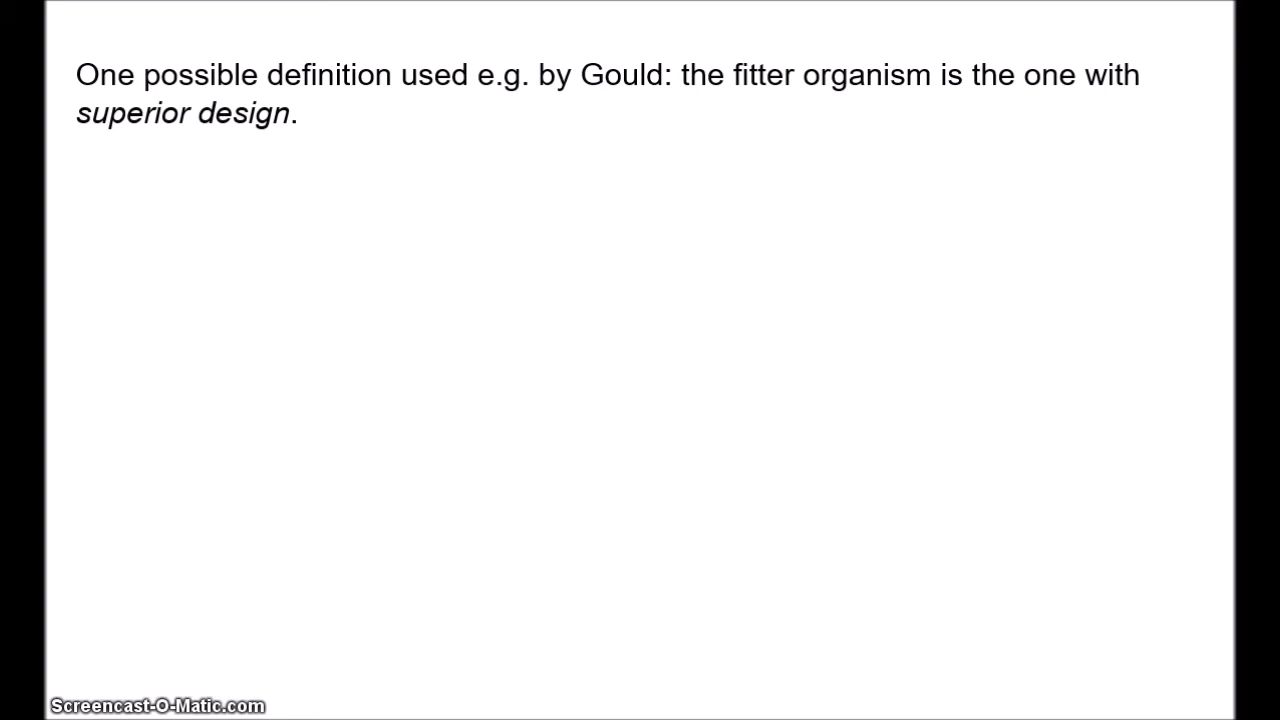 One possible definition used e.g. by Gould: the fitter organism is the one with
superior design.
Screencast-O-Matic.com